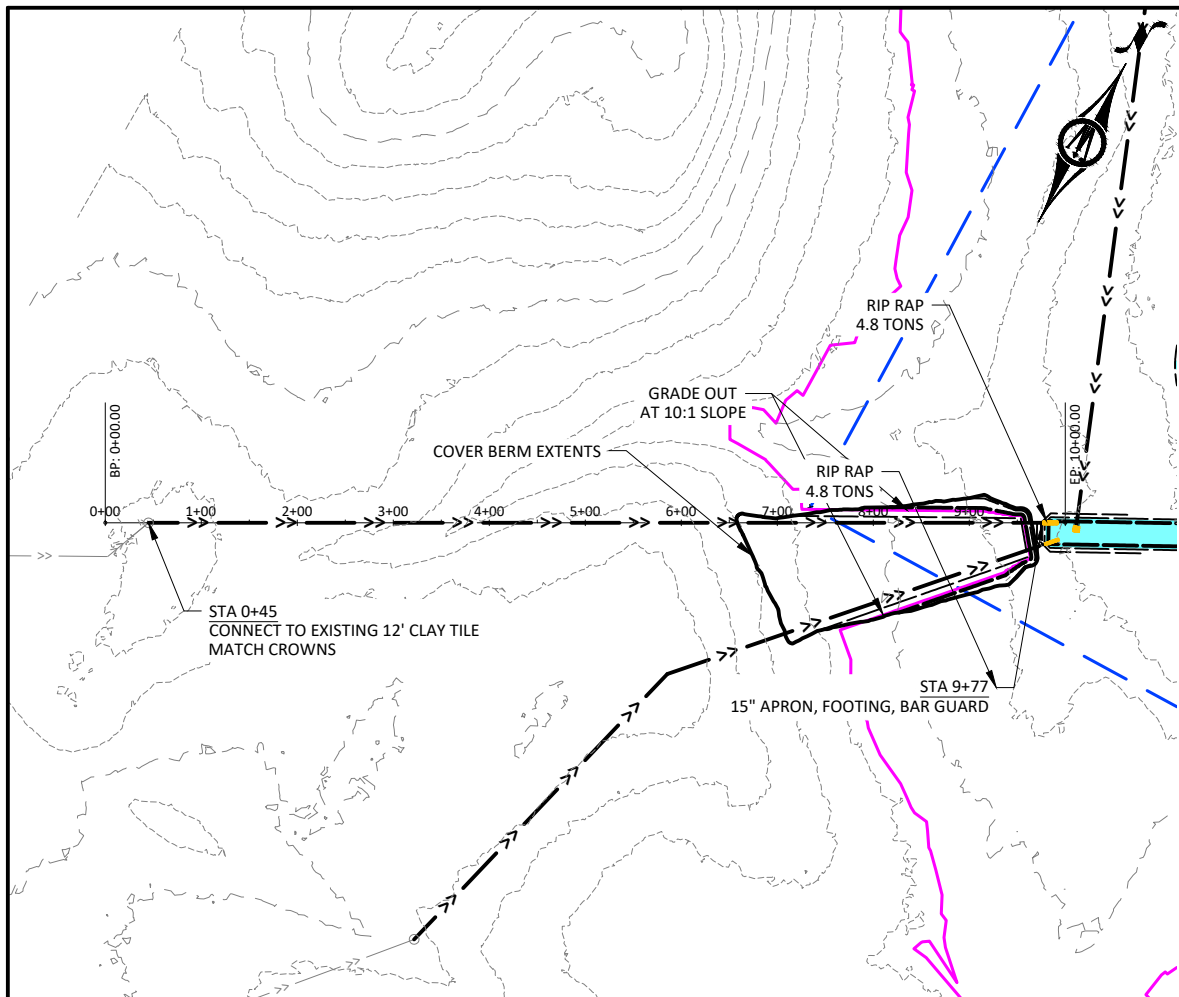 RIP RAP
4.8 TONS
GRADE OUT
AT 10:1 SLOPE
BP: 0+00.00
EP: 10+00.00
COVER BERM EXTENTS
RIP RAP
4.8 TONS
0+00 1+00 2+00 3+00 4+00 5+00 6+00 7+00 8+00 9+00
STA 0+45
CONNECT TO EXISTING 12' CLAY TILE
MATCH CROWNS
STA 9+77
15" APRON, FOOTING, BAR GUARD